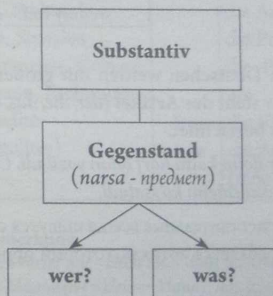 Substantiv
Gegenstand
(narsa - предмет)
wer? was?